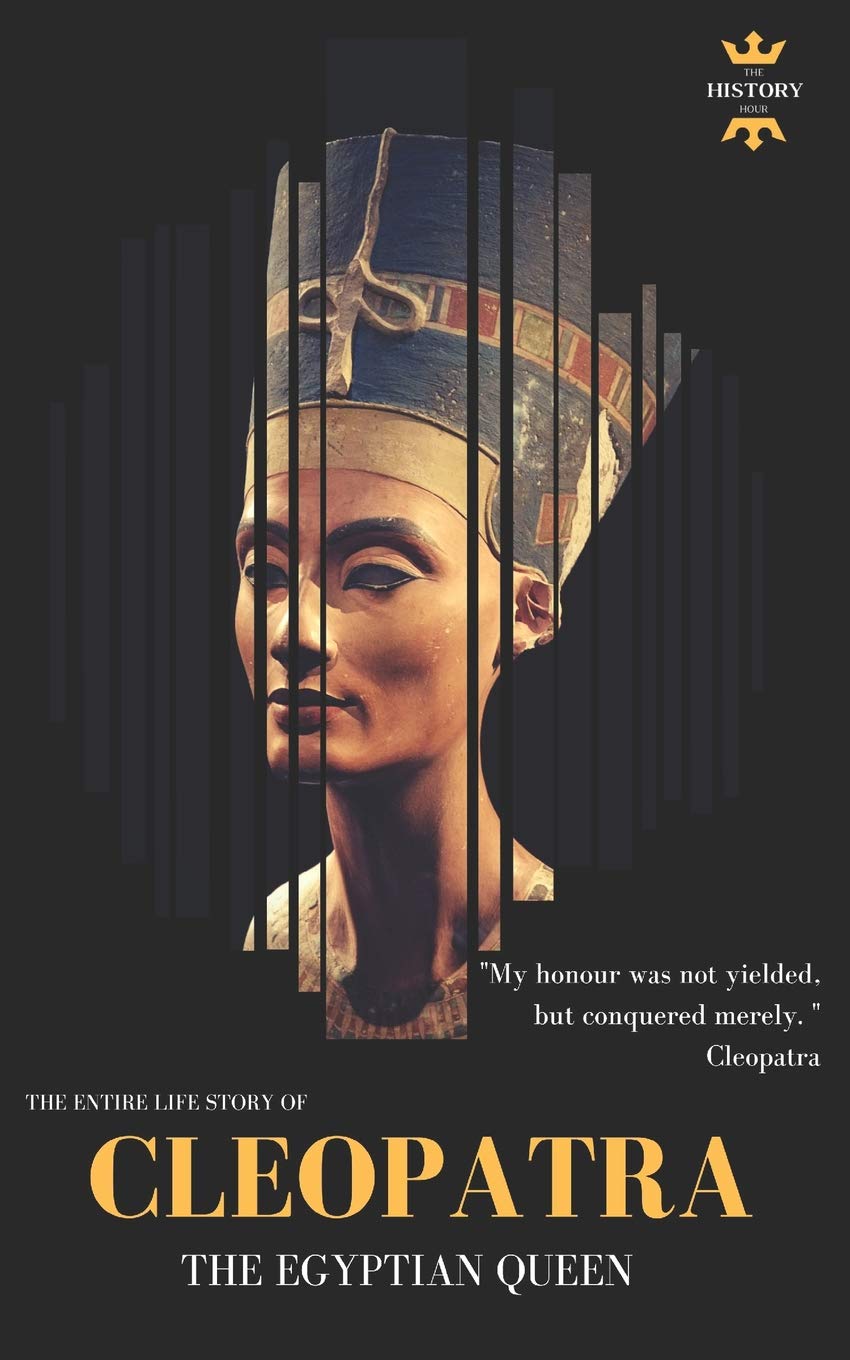 THE
HISTORY
HOUR
"My honour was not yielded,
but conquered merely. "
Cleopatra
THE ENTIRE LIFE STORY OF
CLEOPATRA
THE EGYPTIAN QUEEN